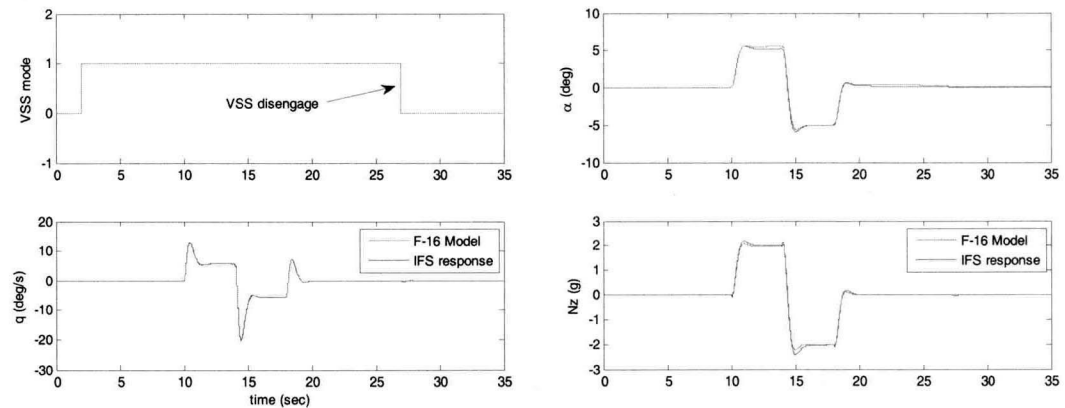 2
1
0
-1
VSS mode
VSS disengage
0 5 10 15 20 25 30 35
10
5
0
-5
-10
α (deg)
0 5 10 15 20 25 30 35
20
10
0
-10
-20
-30
q (deg/s)
F-16 Model
IFS response
0 5 10 15 20 25 30 35
time (sec)
3
2
1
0
-1
-2
-3
Nz (g)
F-16 Model
IFS response
0 5 10 15 20 25 30 35